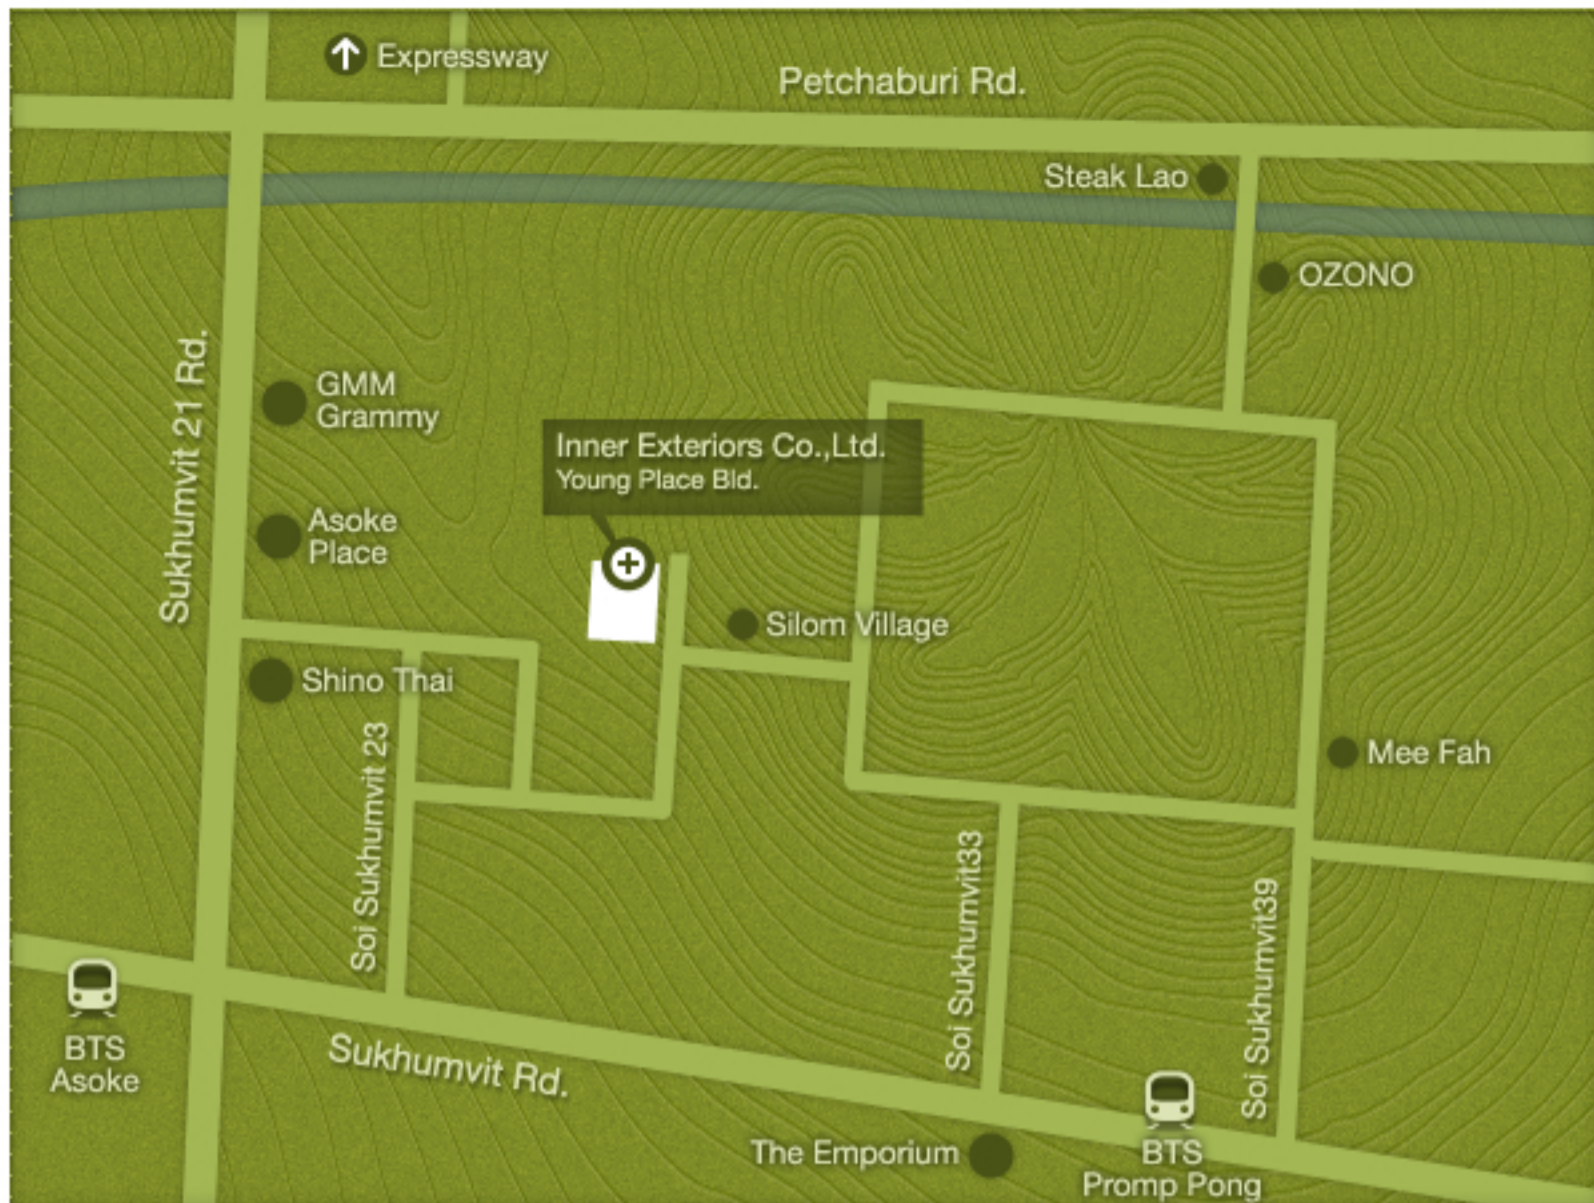 Expressway
Petchaburi Rd.
Steak Lao
OZONO
Sukhumvit 21 Rd.
GMM
Grammy
Inner Exteriors Co.,Ltd.
Young Place Bld.
Asoke
Place
Silom Village
Shino Thai
Soi Sukhumvit 23
Mee Fah
Soi Sukhumvit33
Soi Sukhumvit39
BTS
Asoke
Sukhumvit Rd.
The Emporium
BTS
Promp Pong